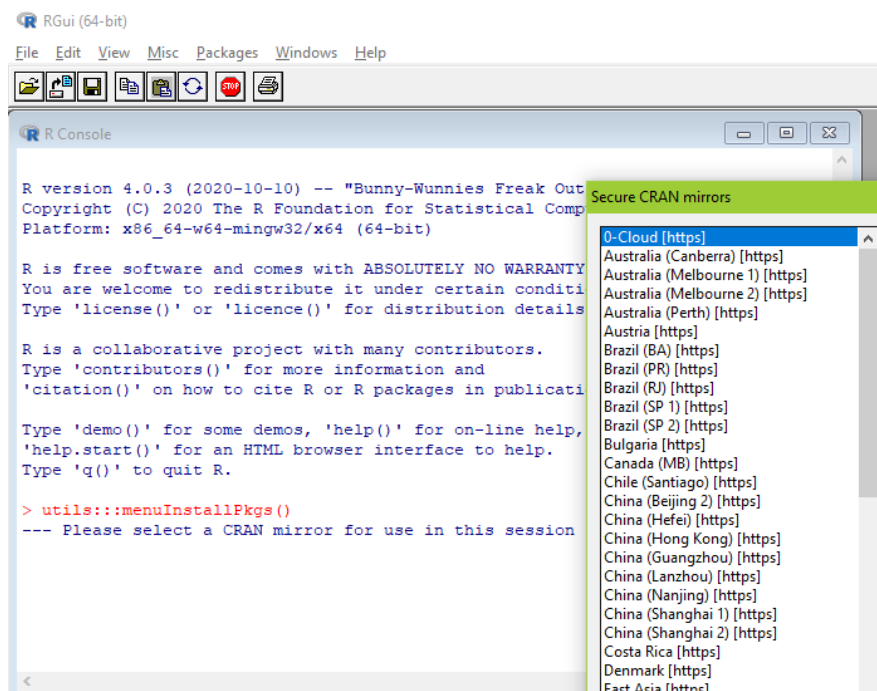 RGui (64-bit)
File Edit View Misc Packages Windows Help
STOP
R Console
R version 4.0.3 (2020-10-10) -- "Bunny-Wunnies Freak Out
Copyright (C) 2020 The R Foundation for Statistical Comp
Platform: x86_64-w64-mingw32/x64 (64-bit)
R is free software and comes with ABSOLUTELY NO WARRANTY
You are welcome to redistribute it under certain conditi
Type 'license()' or 'licence()' for distribution details
R is a collaborative project with many contributors.
Type 'contributors()' for more information and
'citation()' on how to cite R or R packages in publicati
Type 'demo()' for some demos, 'help()' for on-line help,
'help.start()' for an HTML browser interface to help.
Type 'q()' to quit R.
> utils:::menuInstallPkgs()
--- Please select a CRAN mirror for use in this session
Secure CRAN mirrors
0-Cloud [https]
Australia (Canberra) [https]
Australia (Melbourne 1) [https]
Australia (Melbourne 2) [https]
Australia (Perth) [https]
Austria [https]
Brazil (BA) [https]
Brazil (PR) [https]
Brazil (RJ) [https]
Brazil (SP 1) [https]
Brazil (SP 2) [https]
Bulgaria [https]
Canada (MB) [https]
Chile (Santiago) [https]
China (Beijing 2) [https]
China (Hefei) [https]
China (Hong Kong) [https]
China (Guangzhou) [https]
China (Lanzhou) [https]
China (Nanjing) [https]
China (Shanghai 1) [https]
China (Shanghai 2) [https]
Costa Rica [https]
Denmark [https]
East Asia [https]